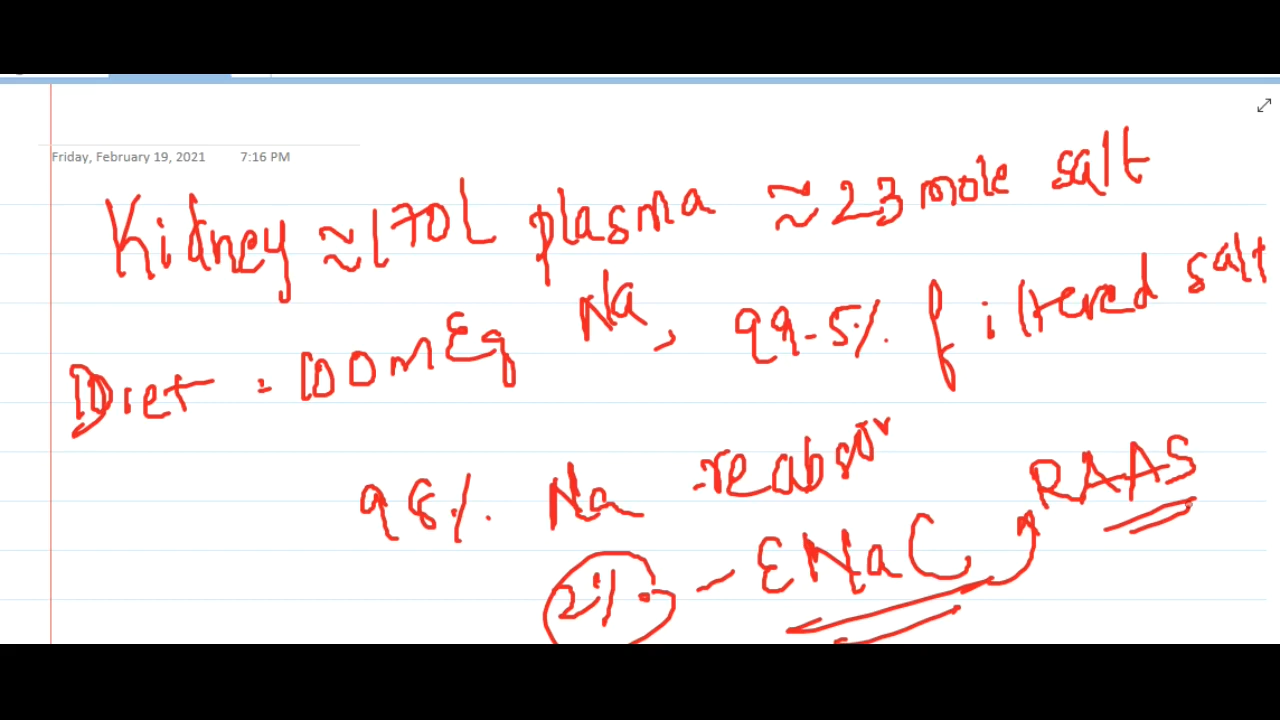 Friday, February 19, 2021 7:16 PM
Kidney ≈ 170L plasma ≈ 23 mole salt
Diet = 100 mEq Na, 99.5% filtered salt
98% Na reabsor
2% - ENaC RAAS